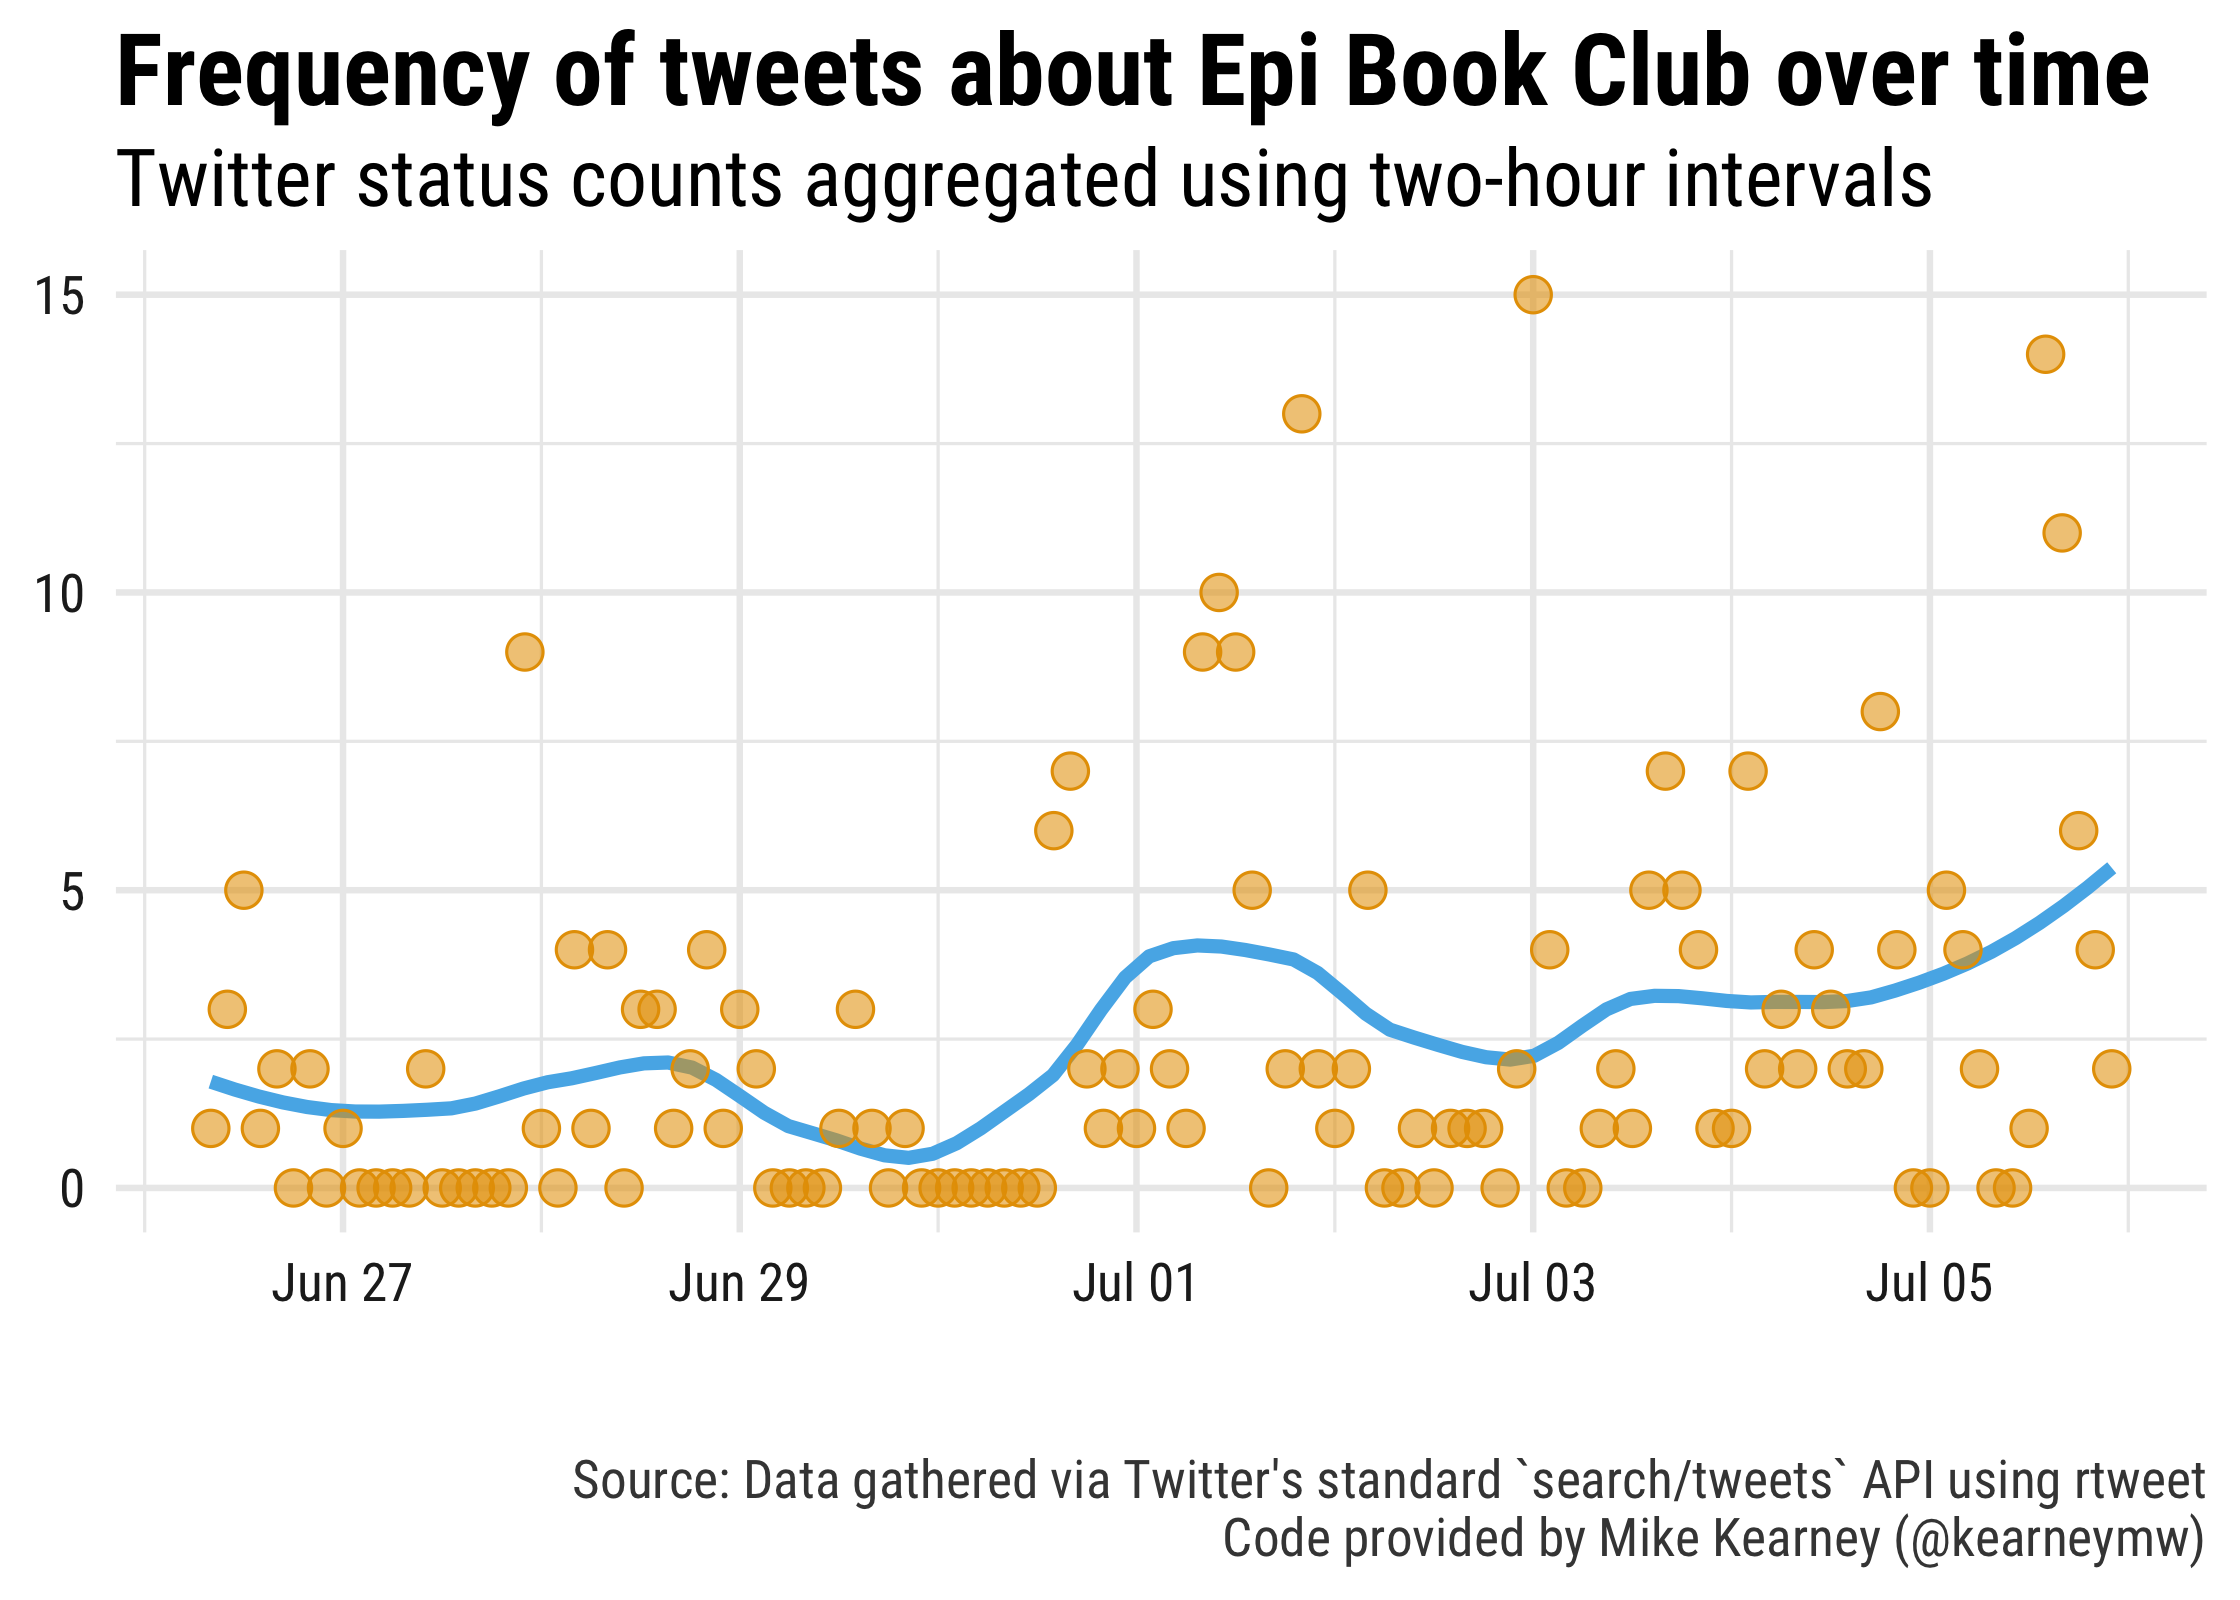 Frequency of tweets about Epi Book Club over time
Twitter status counts aggregated using two-hour intervals
15
10
5
0
Jun 27 Jun 29 Jul 01 Jul 03 Jul 05
Source: Data gathered via Twitter's standard `search/tweets` API using rtweet
Code provided by Mike Kearney (@kearneymw)